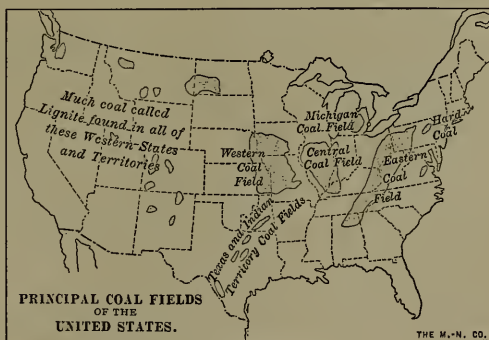 Much coal called
Lignite found in all of
these Western States
and Territories
Michigan
Coal Field
Hard
Coal
Western
Coal
Field
Central
Coal Field
Eastern
Coal
Field
Texas and Indian
Territory Coal Fields
PRINCIPAL COAL FIELDS
OF THE
UNITED STATES.
THE M.-N. CO.